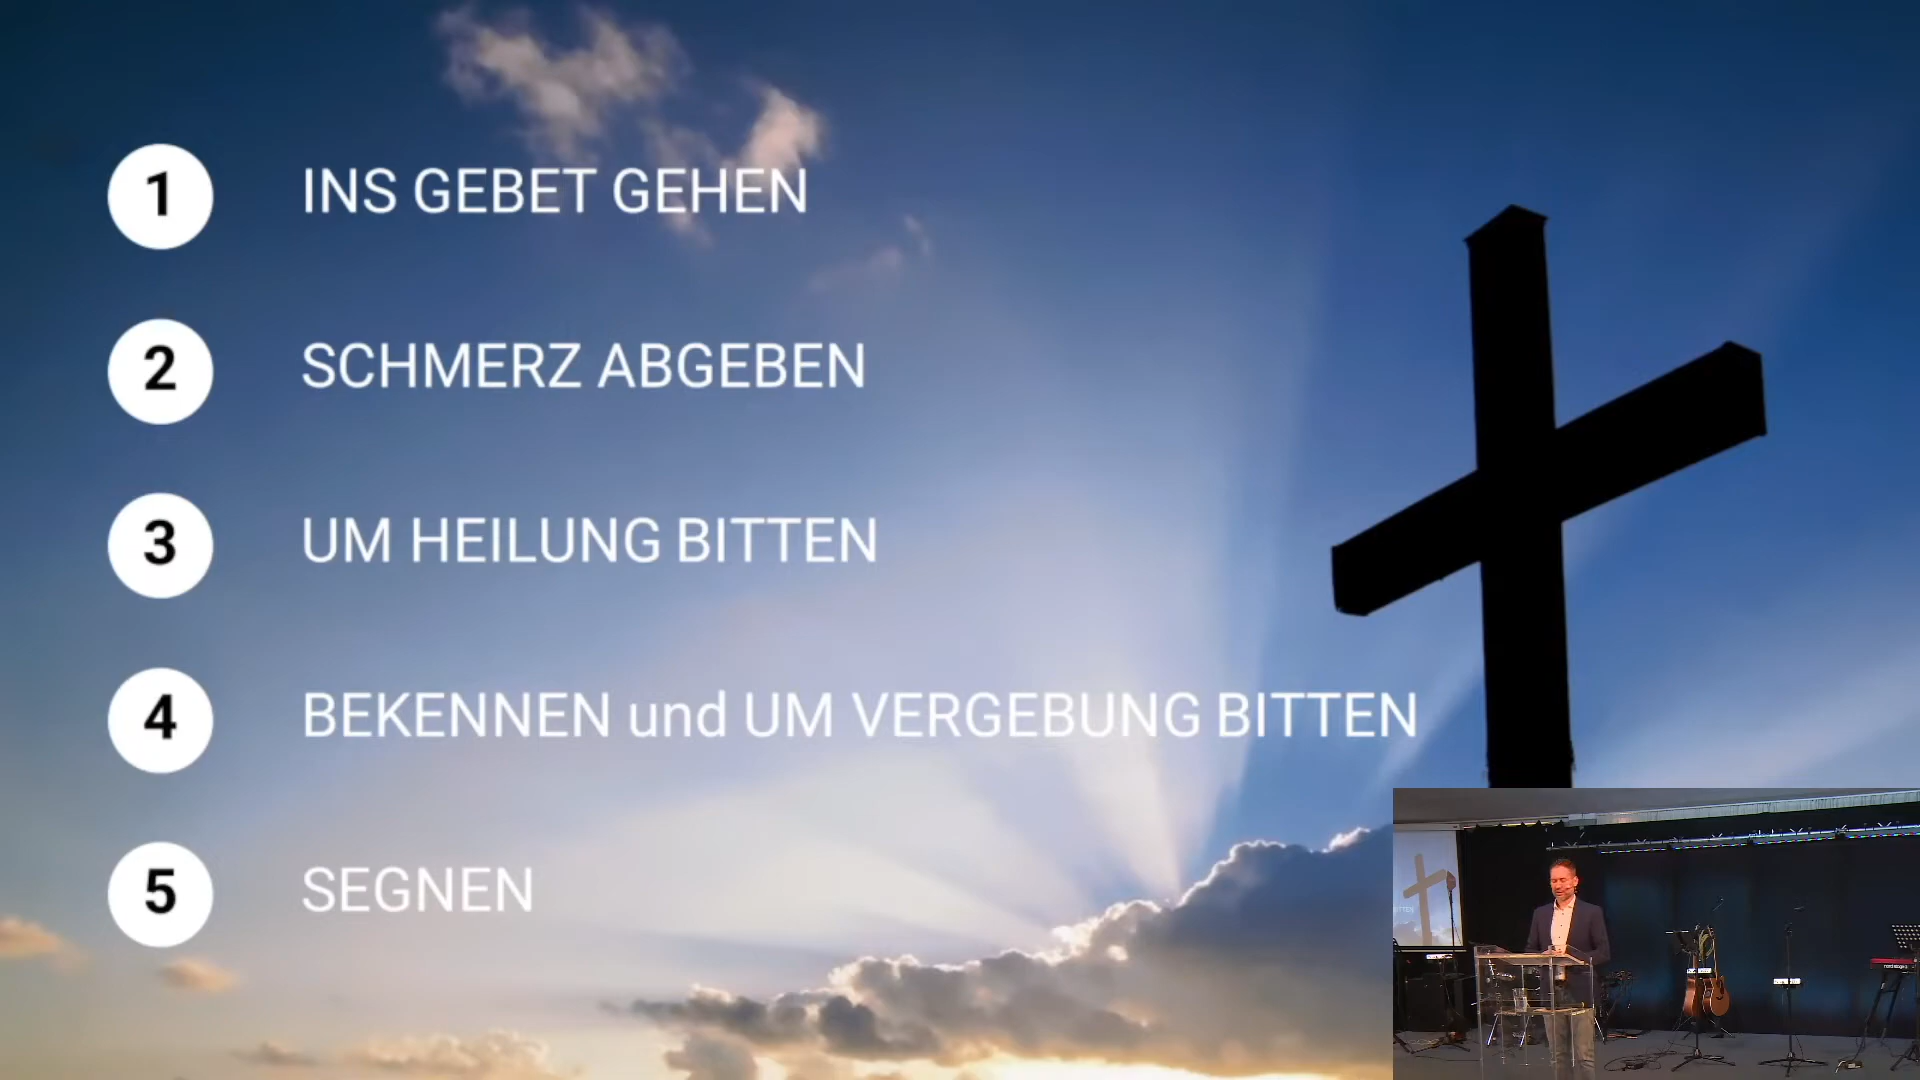 1 INS GEBET GEHEN
2 SCHMERZ ABGEBEN
3 UM HEILUNG BITTEN
4 BEKENNEN und UM VERGEBUNG BITTEN
5 SEGNEN